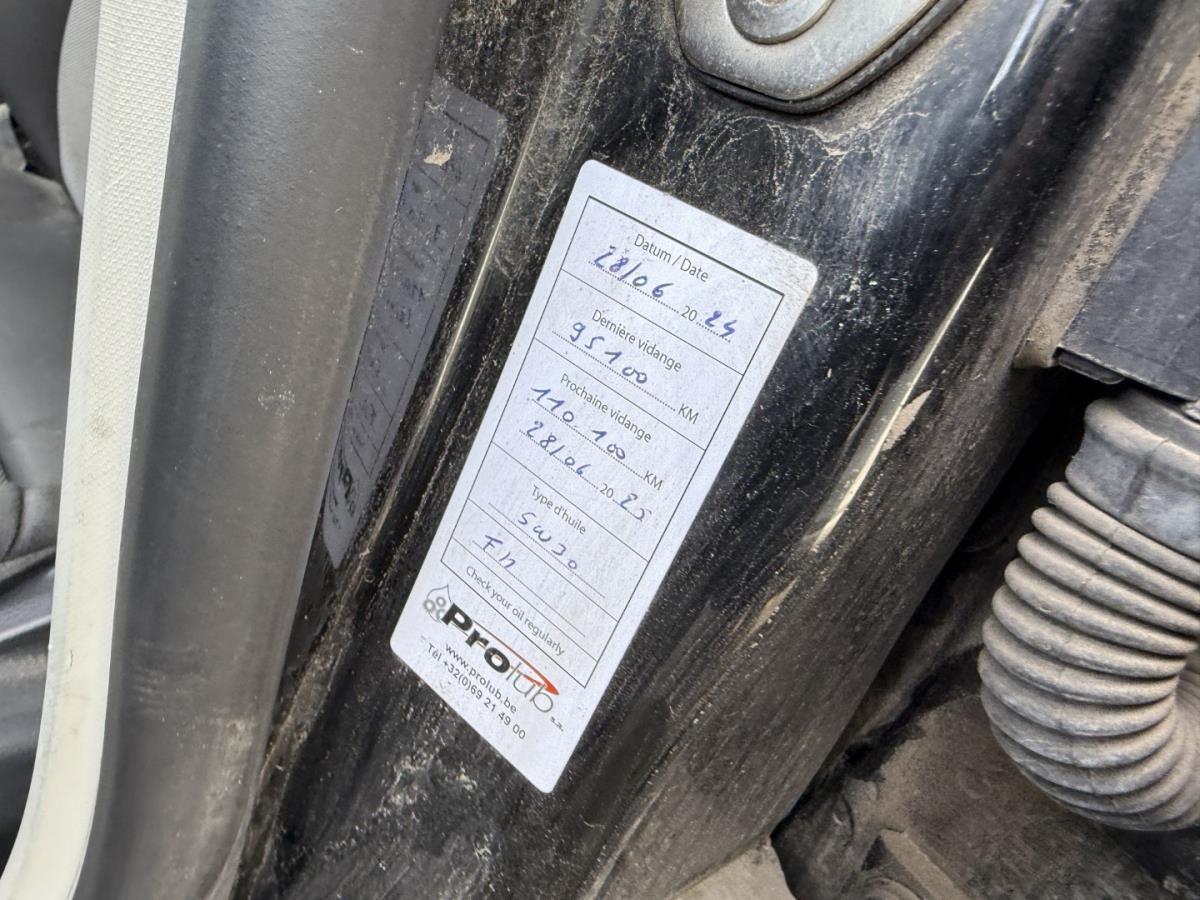 Datum / Date
28/06 20 24
Dernière vidange
95100 KM
Prochaine vidange
110.100 KM
28/06 20 25
Type d'huile
5W30
Check your oil regularly
Prolub s.a.
www.prolub.be
Tél +32(0)69 21 49 00